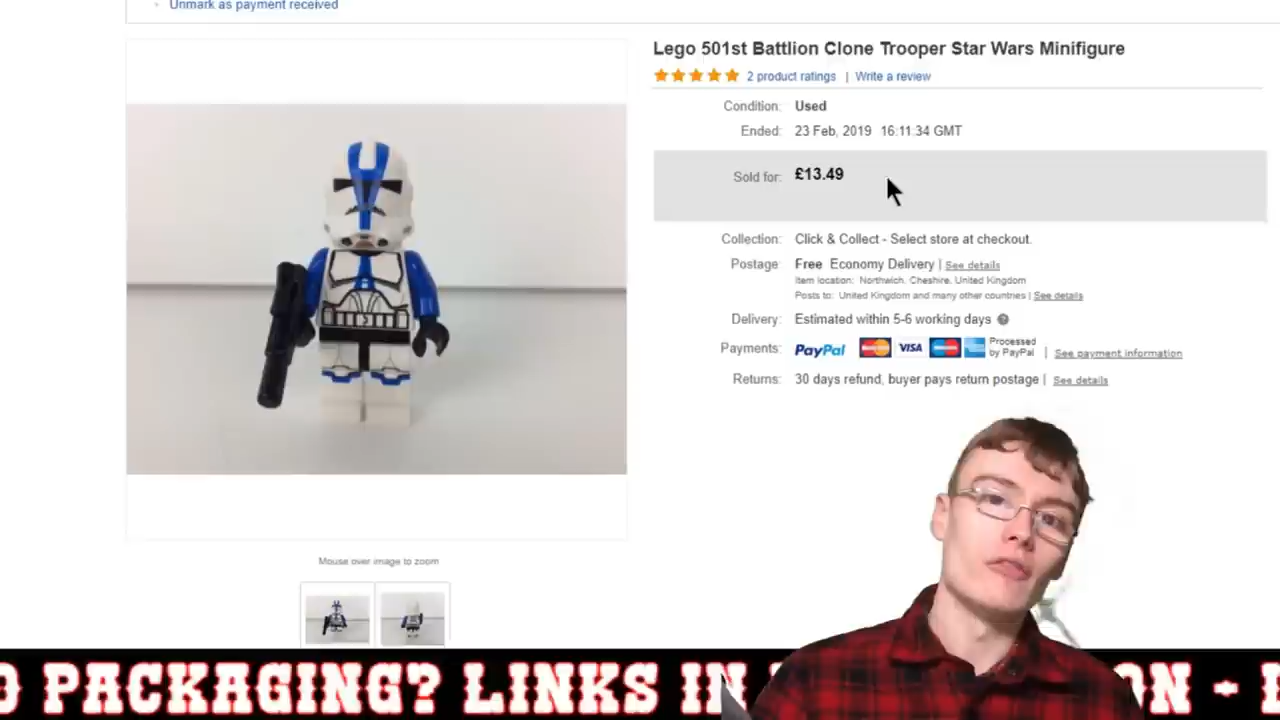 Unmark as payment received
Lego 501st Battlion Clone Trooper Star Wars Minifigure
2 product ratings | Write a review
Condition: Used
Ended: 23 Feb, 2019 16:11:34 GMT
Sold for: £13.49
Collection: Click & Collect - Select store at checkout.
Postage: Free Economy Delivery | See details
Item location: Northwich, Cheshire, United Kingdom
Posts to: United Kingdom and many other countries | See details
Delivery: Estimated within 5-6 working days
Payments: PayPal MasterCard VISA Maestro Processed by PayPal | See payment information
Returns: 30 days refund, buyer pays return postage | See details
Mouse over image to zoom
PACKAGING? LINKS IN